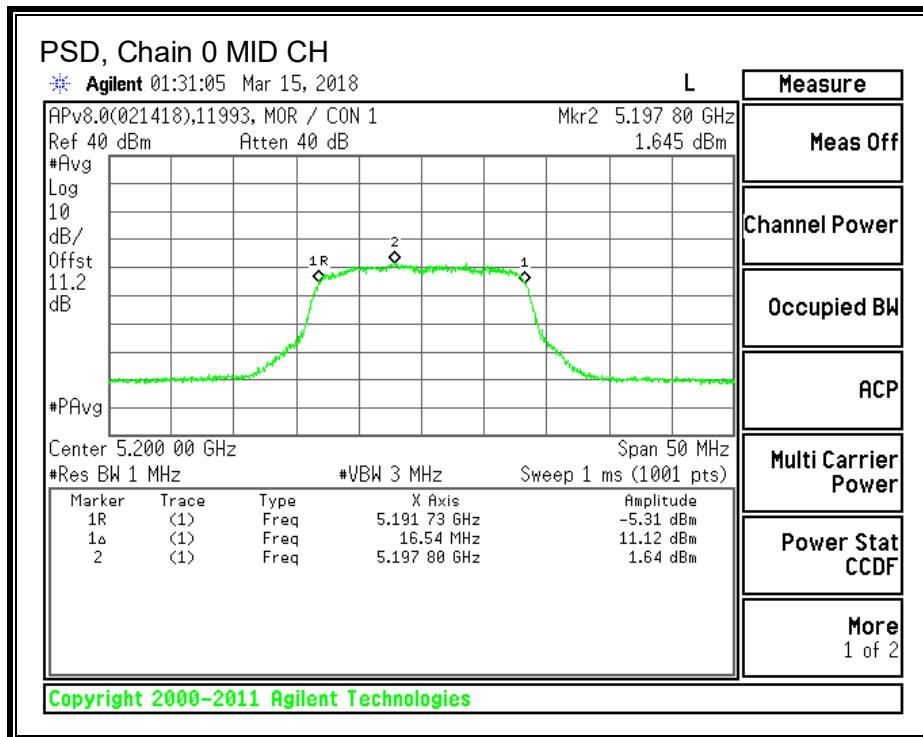 PSD, Chain 0 MID CH
Agilent 01:31:05 Mar 15, 2018 L
APv8.0(021418),11993, MOR / CON 1 Mkr2 5.197 80 GHz
Ref 40 dBm Atten 40 dB 1.645 dBm
#Avg
Log
10
dB/
Offst
11.2
dB
#PAvg
1R
2
1
Center 5.200 00 GHz Span 50 MHz
#Res BW 1 MHz #VBW 3 MHz Sweep 1 ms (1001 pts)
Marker Trace Type X Axis Amplitude
1R (1) Freq 5.191 73 GHz -5.31 dBm
1Δ (1) Freq 16.54 MHz 11.12 dBm
2 (1) Freq 5.197 80 GHz 1.64 dBm
Copyright 2000-2011 Agilent Technologies
Measure
Meas Off
Channel Power
Occupied BW
ACP
Multi Carrier
Power
Power Stat
CCDF
More
1 of 2